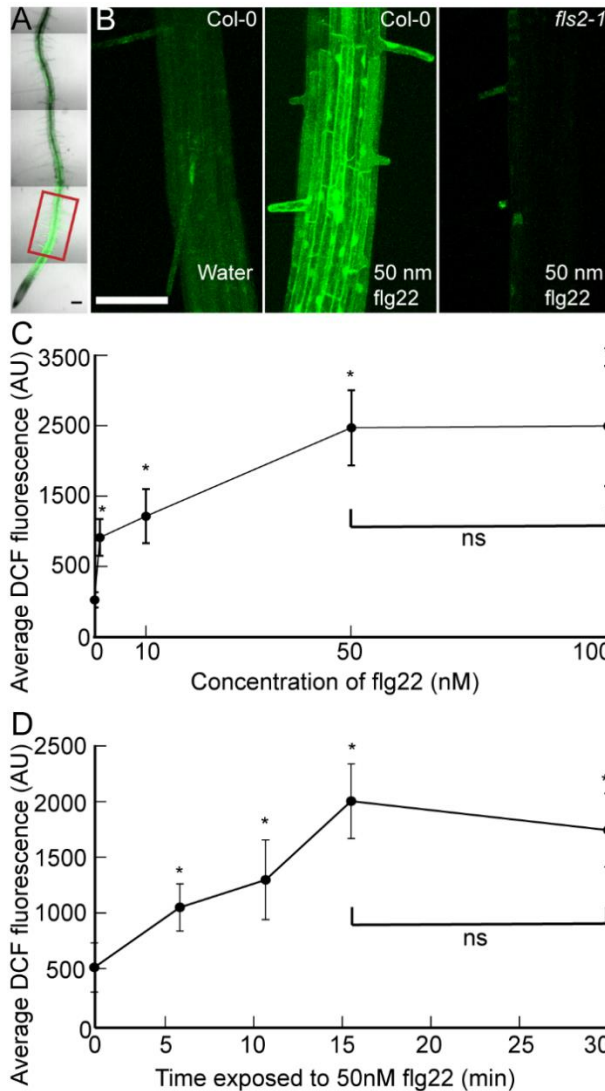 A
B
Col-0
Water
Col-0
50 nm
flg22
fls2-1
50 nm
flg22
C
Average DCF fluorescence (AU)
3500
2500
1500
500
0
*
*
*
ns
0
10
50
100
Concentration of flg22 (nM)
D
Average DCF fluorescence (AU)
2500
2000
1500
1000
500
0
*
*
*
*
ns
0
5
10
15
20
25
30
Time exposed to 50nM flg22 (min)